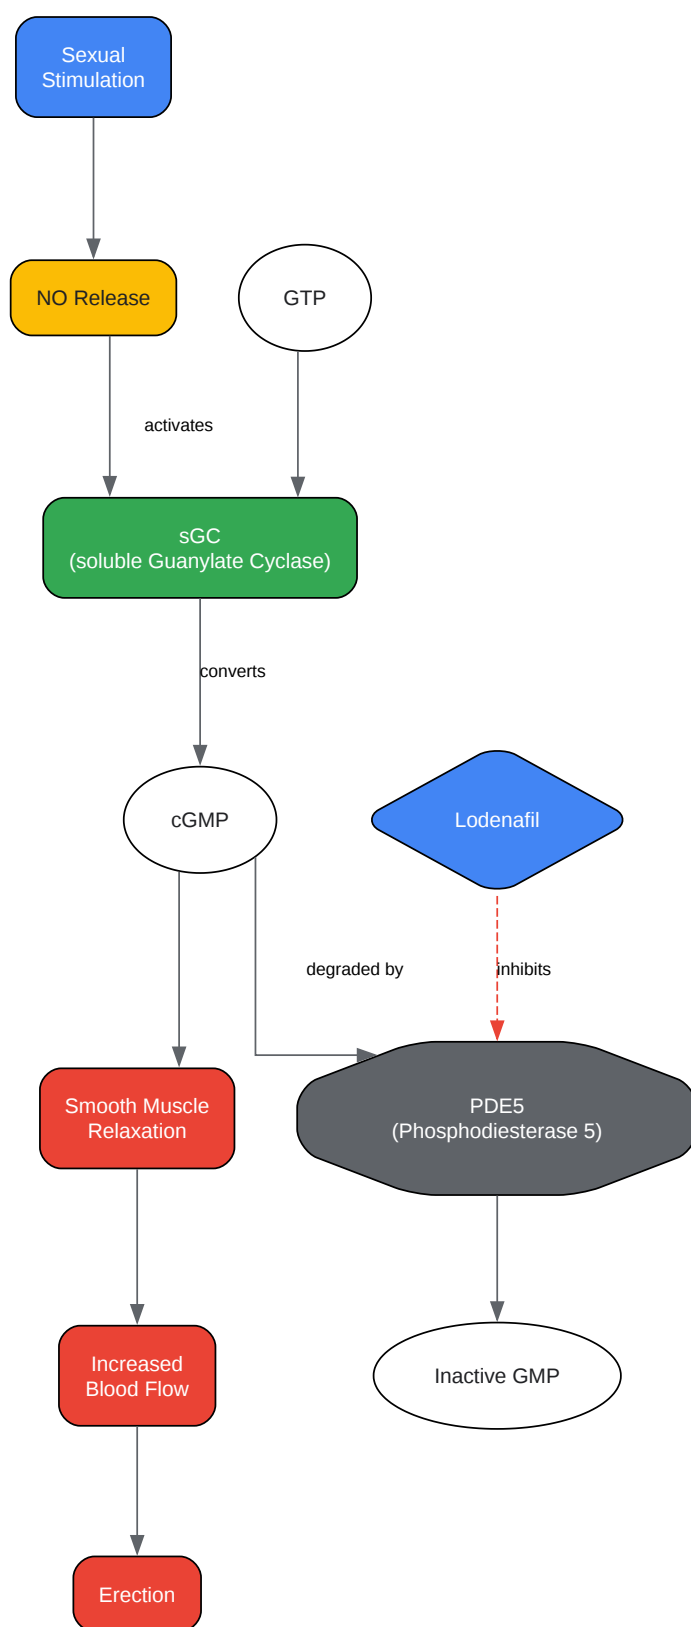 Sexual
Stimulation
NO Release
GTP
activates
sGC
(soluble Guanylate Cyclase)
converts
cGMP
Lodenafil
degraded by
inhibits
Smooth Muscle
Relaxation
PDE5
(Phosphodiesterase 5)
Increased
Blood Flow
Inactive GMP
Erection